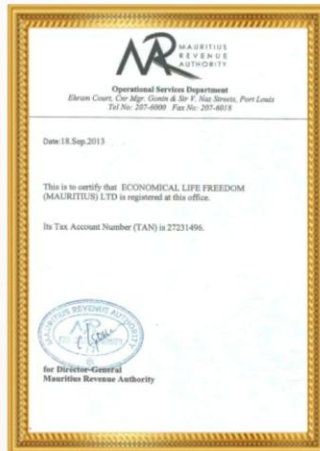 MRA
MAURITIUS
REVENUE
AUTHORITY
Operational Services Department
Ehram Court, Cnr Mgr. Gonin & Sir V. Naz Streets, Port Louis
Tel No: 207-6000 Fax No: 207-6018
Date:18.Sep.2013
This is to certify that ECONOMICAL LIFE FREEDOM
(MAURITIUS) LTD is registered at this office.
Its Tax Account Number (TAN) is 27231496.
MAURITIUS REVENUE AUTHORITY
for Director-General
Mauritius Revenue Authority